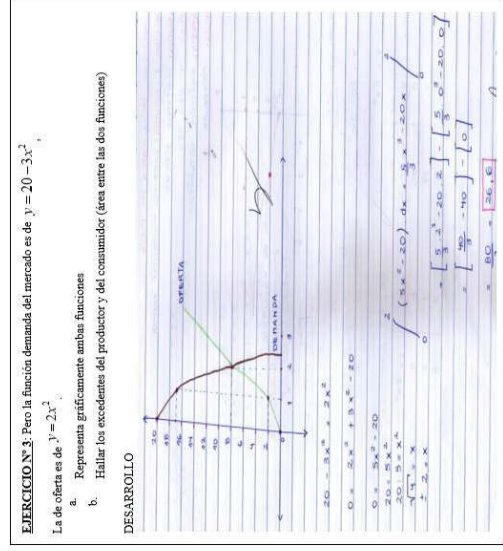 EJERCICIO Nº 3: Pero la función demanda del mercado es de y = 20 − 3x² ,
La de oferta es de y = 2x² .
a. Representa gráficamente ambas funciones
b. Hallar los excedentes del productor y del consumidor (área entre las dos funciones)
DESARROLLO
20
18
16
14
12
10
8
6
4
2
0
1
2
3
OFERTA
DEMANDA
20 - 3x² = 2x²
0 = 2x² + 3x² - 20
0 = 5x² - 20
20 = 5x²
20 : 5 = x²
√4 = x
± 2 = x
∫₀² (5x² - 20) . dx = 5/3 x³ - 20x /₀²
= [5/3 2³ - 20.2] - [5/3 0³ - 20.0]
= [40/3 - 40] - [0]
= 80/3 = 26,6